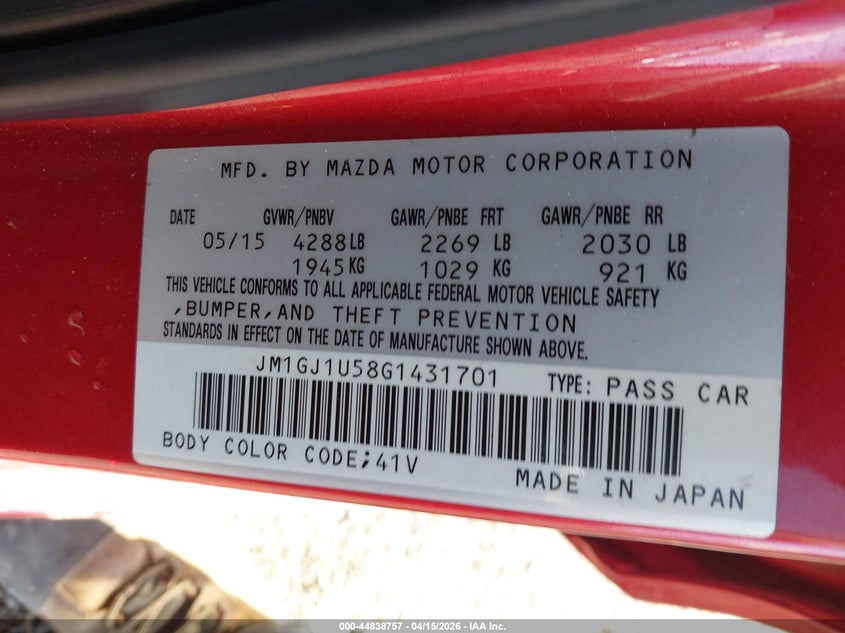 MFD. BY MAZDA MOTOR CORPORATION
DATE GVWR/PNBV GAWR/PNBE FRT GAWR/PNBE RR
05/15 4288 LB 2269 LB 2030 LB
1945 KG 1029 KG 921 KG
THIS VEHICLE CONFORMS TO ALL APPLICABLE FEDERAL MOTOR VEHICLE SAFETY
,BUMPER,AND THEFT PREVENTION
STANDARDS IN EFFECT ON THE DATE OF MANUFACTURE SHOWN ABOVE.
JM1GJ1U58G1431701 TYPE: PASS CAR
BODY COLOR CODE;41V
MADE IN JAPAN
000-44838757 - 04/15/2026 - IAA Inc.